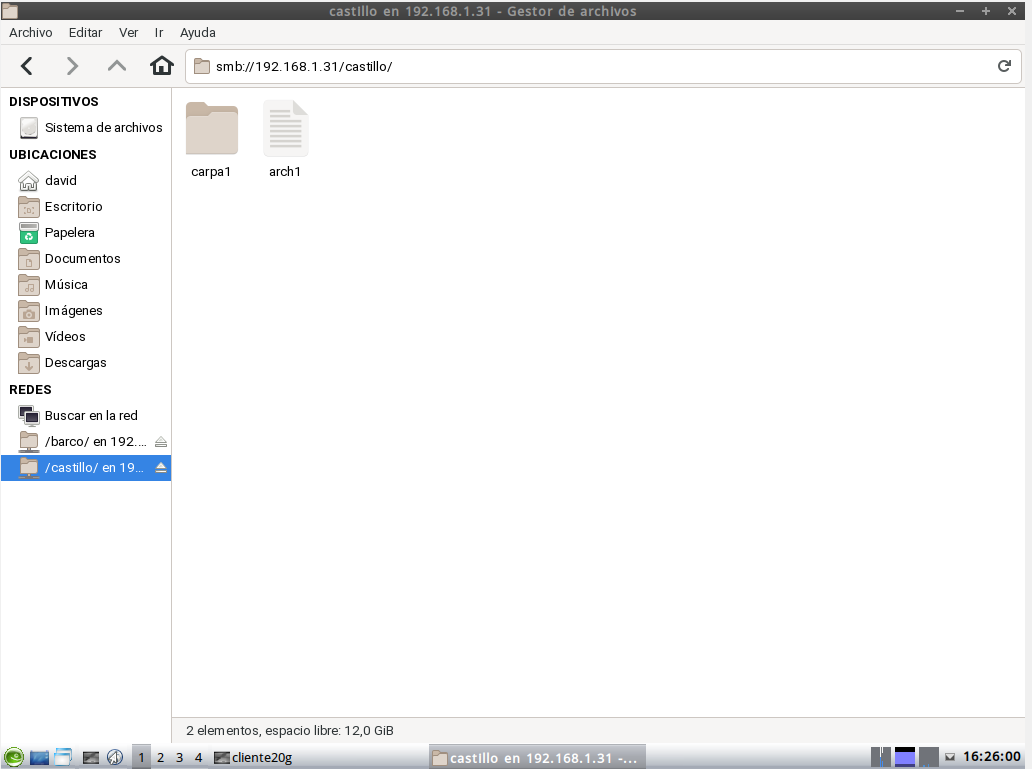 castillo en 192.168.1.31 - Gestor de archivos
Archivo Editar Ver Ir Ayuda
smb://192.168.1.31/castillo/
DISPOSITIVOS
Sistema de archivos
UBICACIONES
david
Escritorio
Papelera
Documentos
Música
Imágenes
Vídeos
Descargas
REDES
Buscar en la red
/barco/ en 192....
/castillo/ en 19...
carpa1
arch1
2 elementos, espacio libre: 12,0 GiB
1 2 3 4 cliente20g castillo en 192.168.1.31 -... 16:26:00